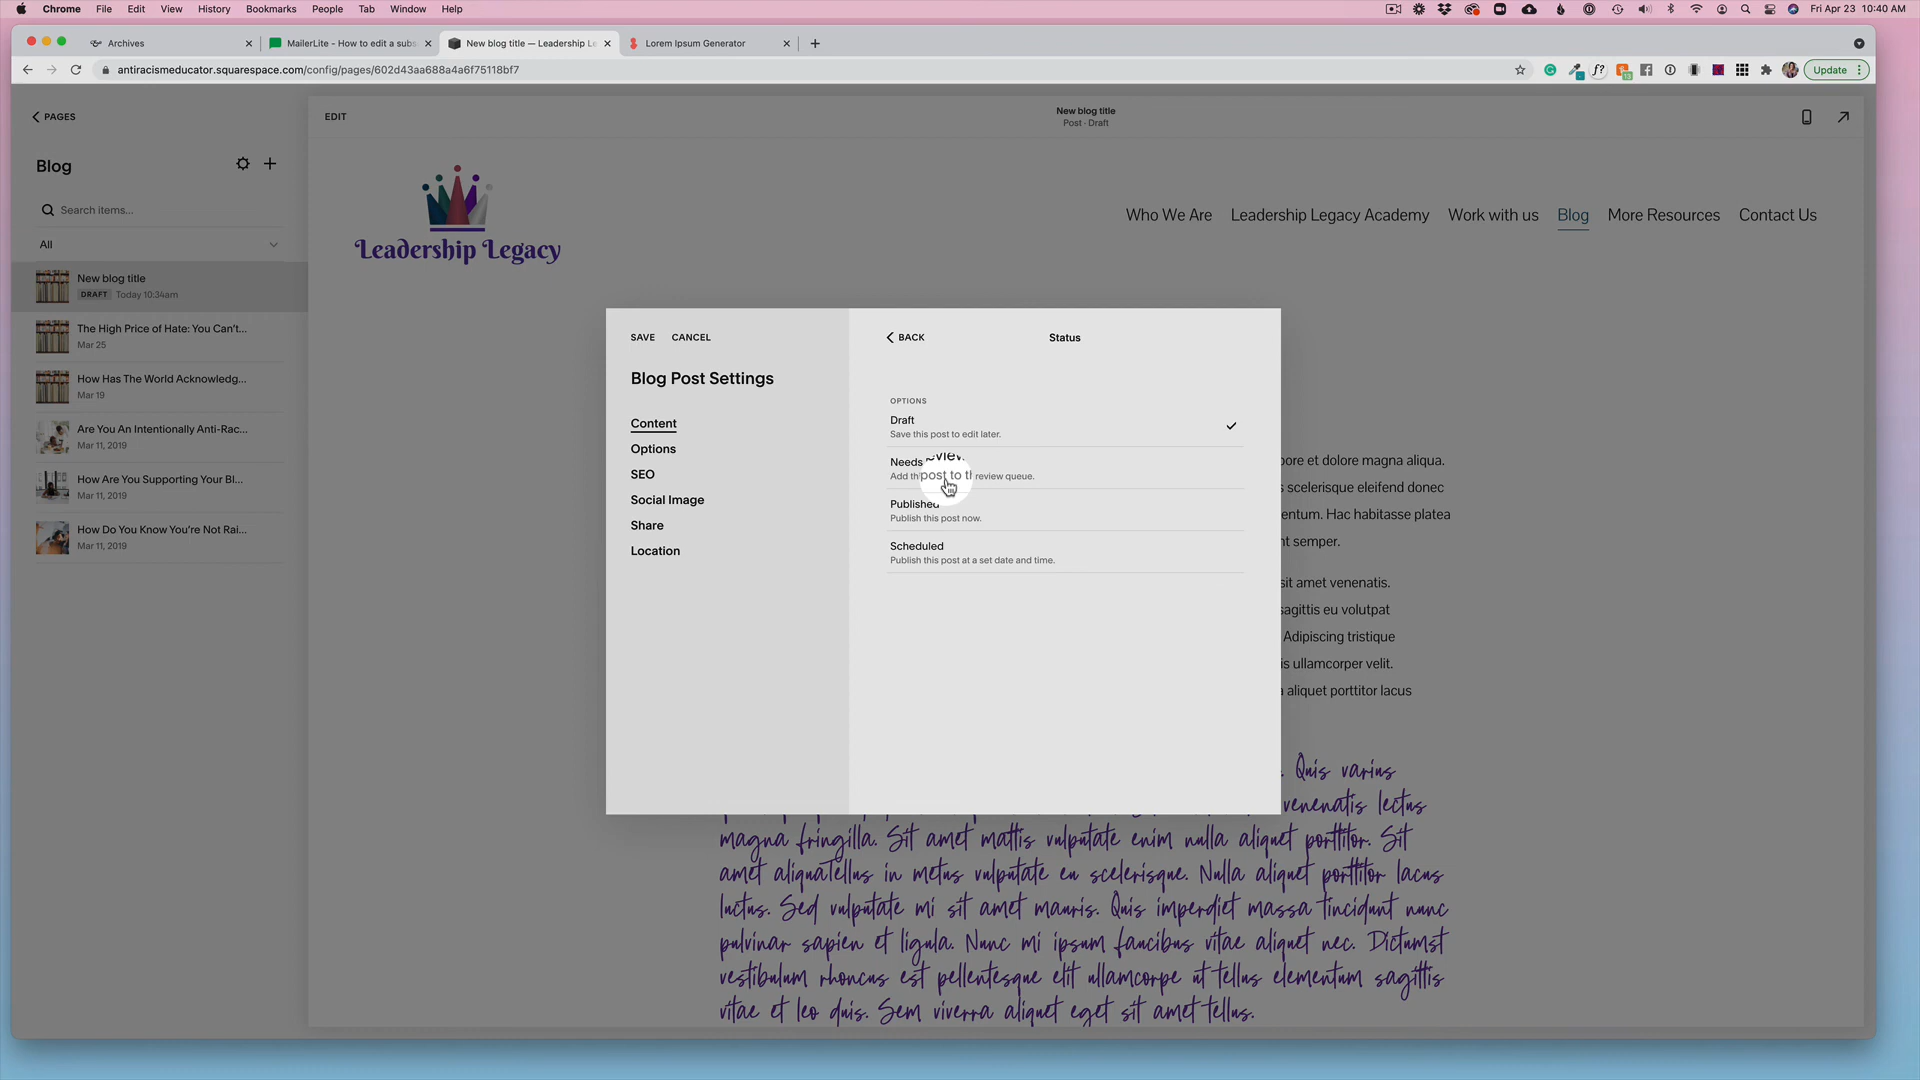 Chrome File Edit View History Bookmarks People Tab Window Help
Fri Apr 23 10:40 AM
Archives
MailerLite - How to edit a subs
New blog title — Leadership Le
Lorem Ipsum Generator
antiracismeducator.squarespace.com/config/pages/602d43aa688a4a6f75118bf7
f?
13
Update
PAGES
EDIT
New blog title
Post · Draft
Blog
Search items...
All
New blog title
DRAFT Today 10:34am
The High Price of Hate: You Can't...
Mar 25
How Has The World Acknowledg...
Mar 19
Are You An Intentionally Anti-Rac...
Mar 11, 2019
How Are You Supporting Your Bl...
Mar 11, 2019
How Do You Know You're Not Rai...
Mar 11, 2019
Leadership Legacy
Who We Are Leadership Legacy Academy Work with us Blog More Resources Contact Us
SAVE CANCEL
Blog Post Settings
Content
Options
SEO
Social Image
Share
Location
BACK
Status
OPTIONS
Draft
Save this post to edit later.
Needs
post to review queue.
Published
Publish this post now.
Scheduled
Publish this post at a set date and time.
ore et dolore magna aliqua.
scelerisque eleifend donec
entum. Hac habitasse platea
nt semper.
sit amet venenatis.
sagittis eu volutpat
Adipiscing tristique
is ullamcorper velit.
a aliquet porttitor lacus
. Quis varius
venenatis lectus
magna fringilla. Sit amet mattis vulputate enim nulla aliquet porttitor. Sit
amet aliquaTellus in metus vulputate eu scelerisque. Nulla aliquet porttitor lacus
luctus. Sed vulputate mi sit amet mauris. Quis imperdiet massa tincidunt nunc
pulvinar sapien et ligula. Nunc mi ipsum faucibus vitae aliquet nec. Dictumst
vestibulum rhoncus est pellentesque elit ullamcorpe ut tellus elementum sagittis
vitae et leo duis. Sem viverra aliquet eget sit amet tellus.